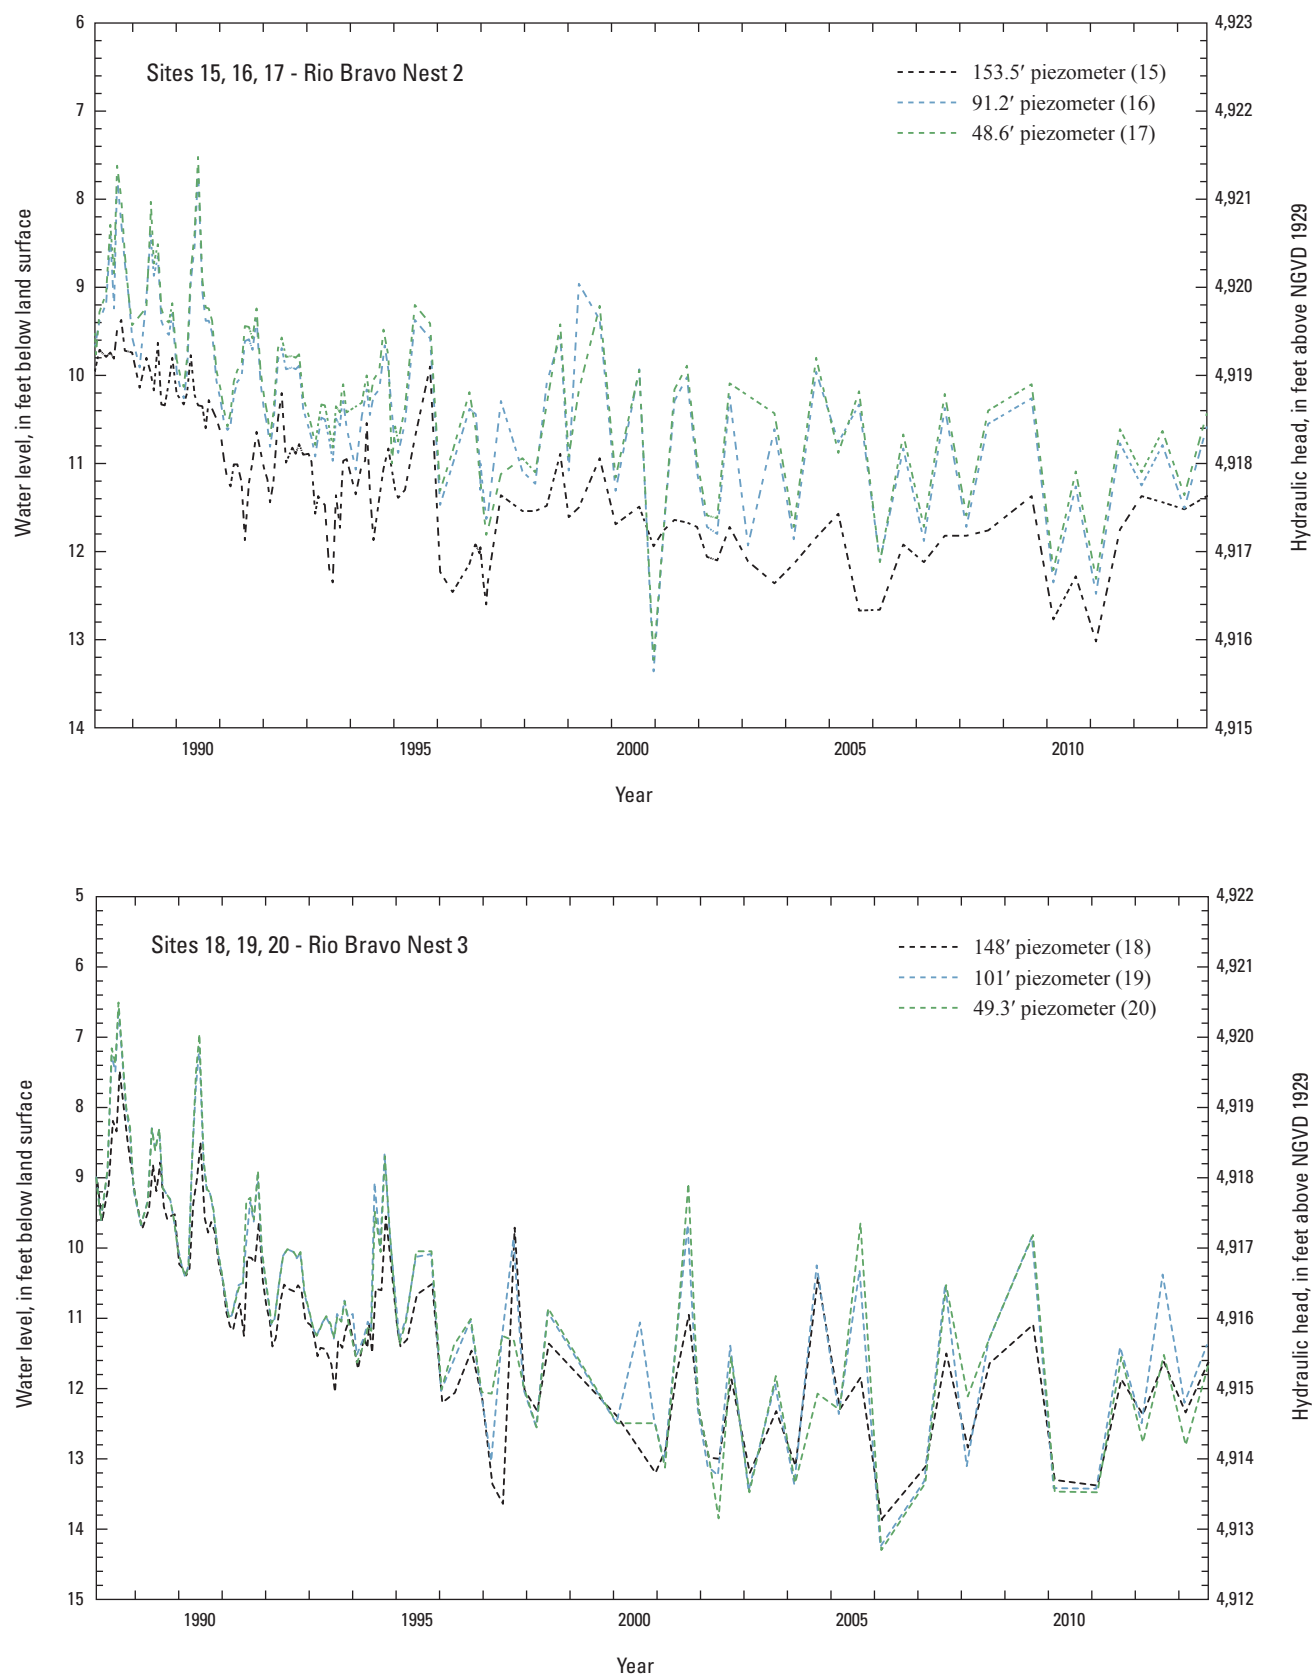 Sites 15, 16, 17 - Rio Bravo Nest 2
153.5′ piezometer (15)
91.2′ piezometer (16)
48.6′ piezometer (17)
Water level, in feet below land surface
6
7
8
9
10
11
12
13
14
4,923
4,922
4,921
4,920
4,919
4,918
4,917
4,916
4,915
Hydraulic head, in feet above NGVD 1929
1990 1995 2000 2005 2010
Year
Sites 18, 19, 20 - Rio Bravo Nest 3
148′ piezometer (18)
101′ piezometer (19)
49.3′ piezometer (20)
Water level, in feet below land surface
5
6
7
8
9
10
11
12
13
14
15
4,922
4,921
4,920
4,919
4,918
4,917
4,916
4,915
4,914
4,913
4,912
Hydraulic head, in feet above NGVD 1929
1990 1995 2000 2005 2010
Year